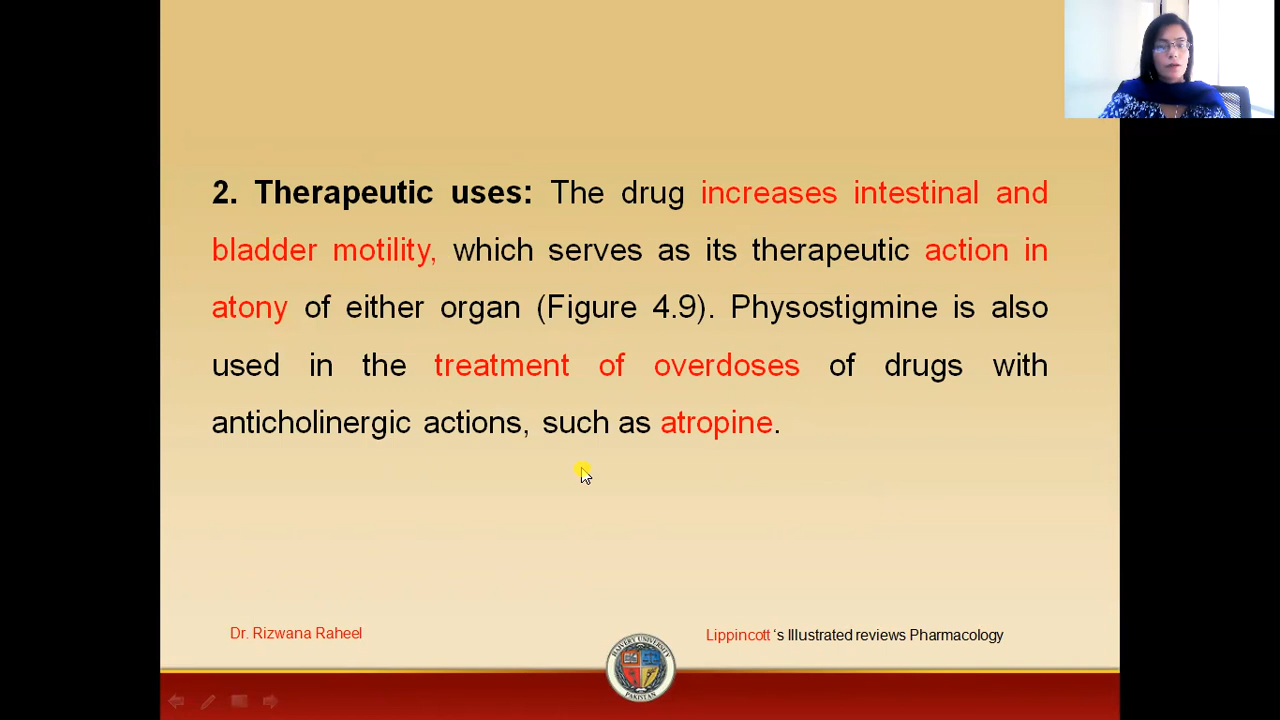 2. Therapeutic uses: The drug increases intestinal and
bladder motility, which serves as its therapeutic action in
atony of either organ (Figure 4.9). Physostigmine is also
used in the treatment of overdoses of drugs with
anticholinergic actions, such as atropine.
Dr. Rizwana Raheel
Lippincott ‘s Illustrated reviews Pharmacology
UNIVERSITY
PAKISTAN